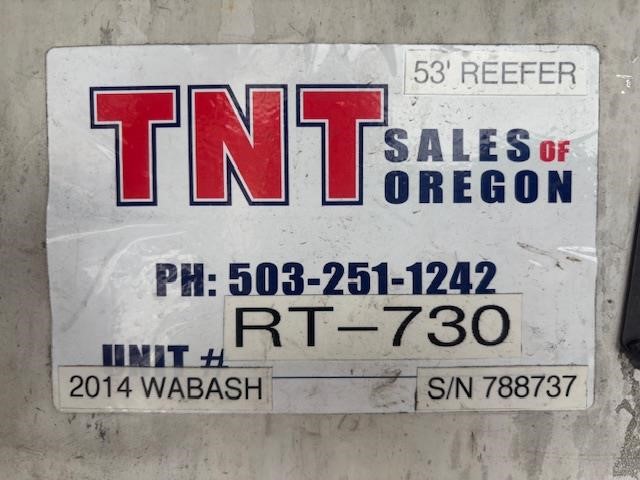 53' REEFER
TNT SALES OF OREGON
PH: 503-251-1242
UNIT # RT-730
2014 WABASH
S/N 788737